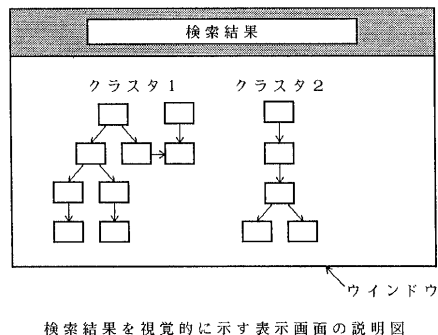 検索結果
クラスタ1
クラスタ2
ウインドウ
検索結果を視覚的に示す表示画面の説明図